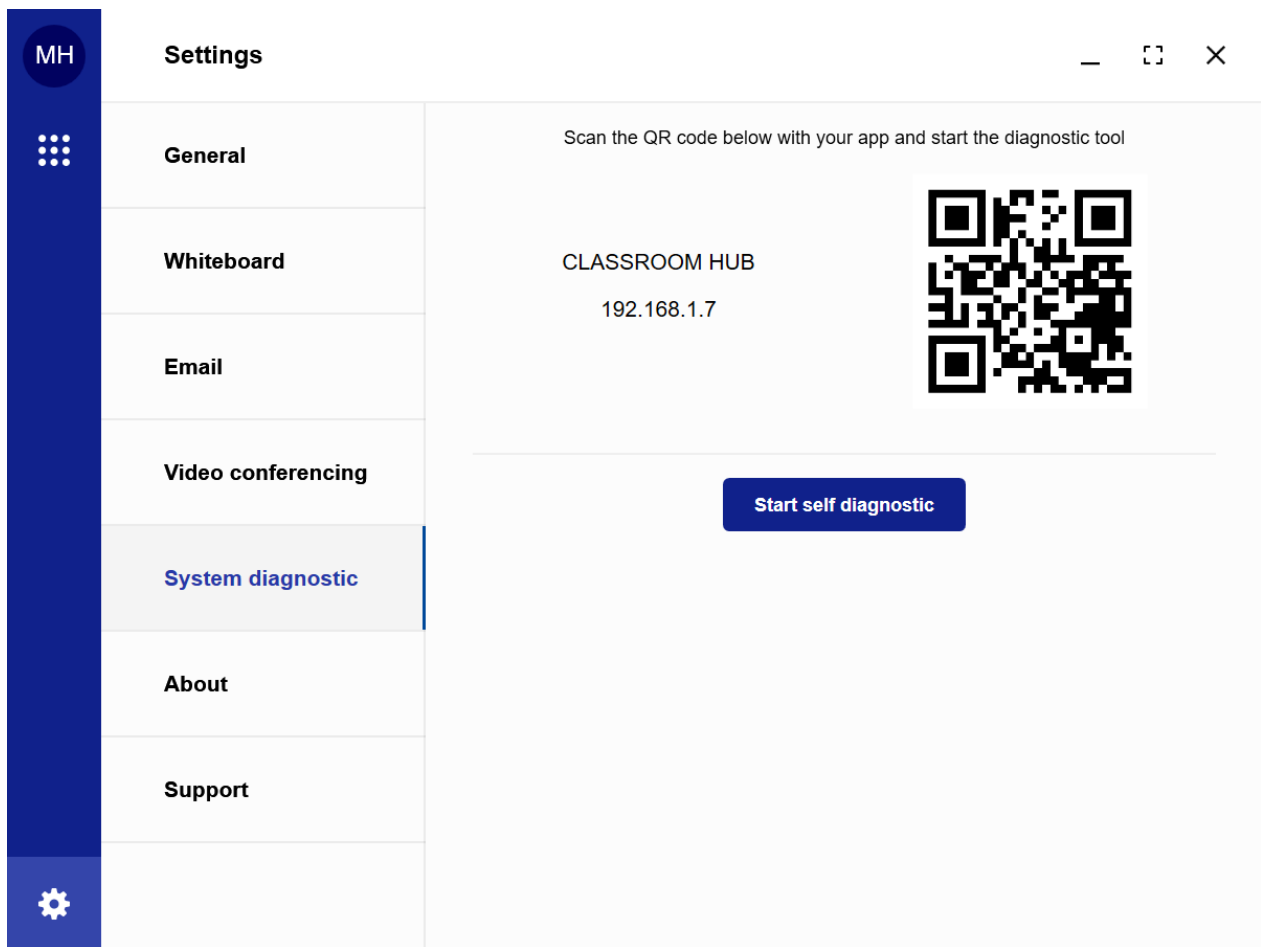 MH
Settings
General
Whiteboard
Email
Video conferencing
System diagnostic
About
Support
Scan the QR code below with your app and start the diagnostic tool
CLASSROOM HUB
192.168.1.7
Start self diagnostic